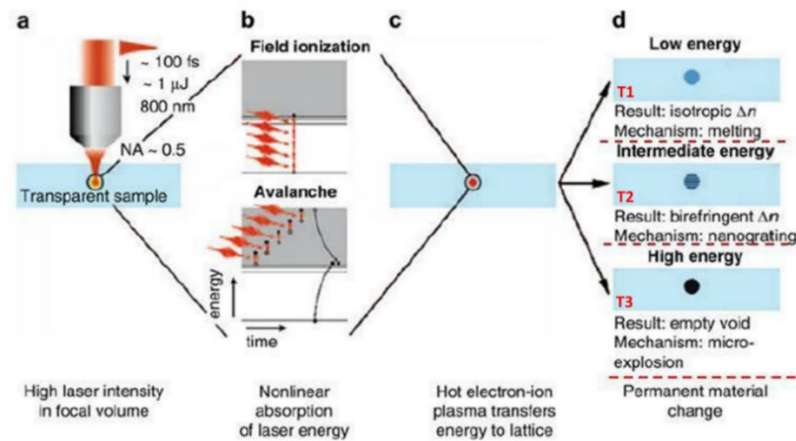 a
~ 100 fs
~ 1 μJ
800 nm
NA ~ 0.5
Transparent sample
High laser intensity
in focal volume
b
Field ionization
Avalanche
energy
time
Nonlinear
absorption
of laser energy
c
Hot electron-ion
plasma transfers
energy to lattice
d
Low energy
T1
Result: isotropic Δn
Mechanism: melting
Intermediate energy
T2
Result: birefringent Δn
Mechanism: nanograting
High energy
T3
Result: empty void
Mechanism: micro-
explosion
Permanent material
change